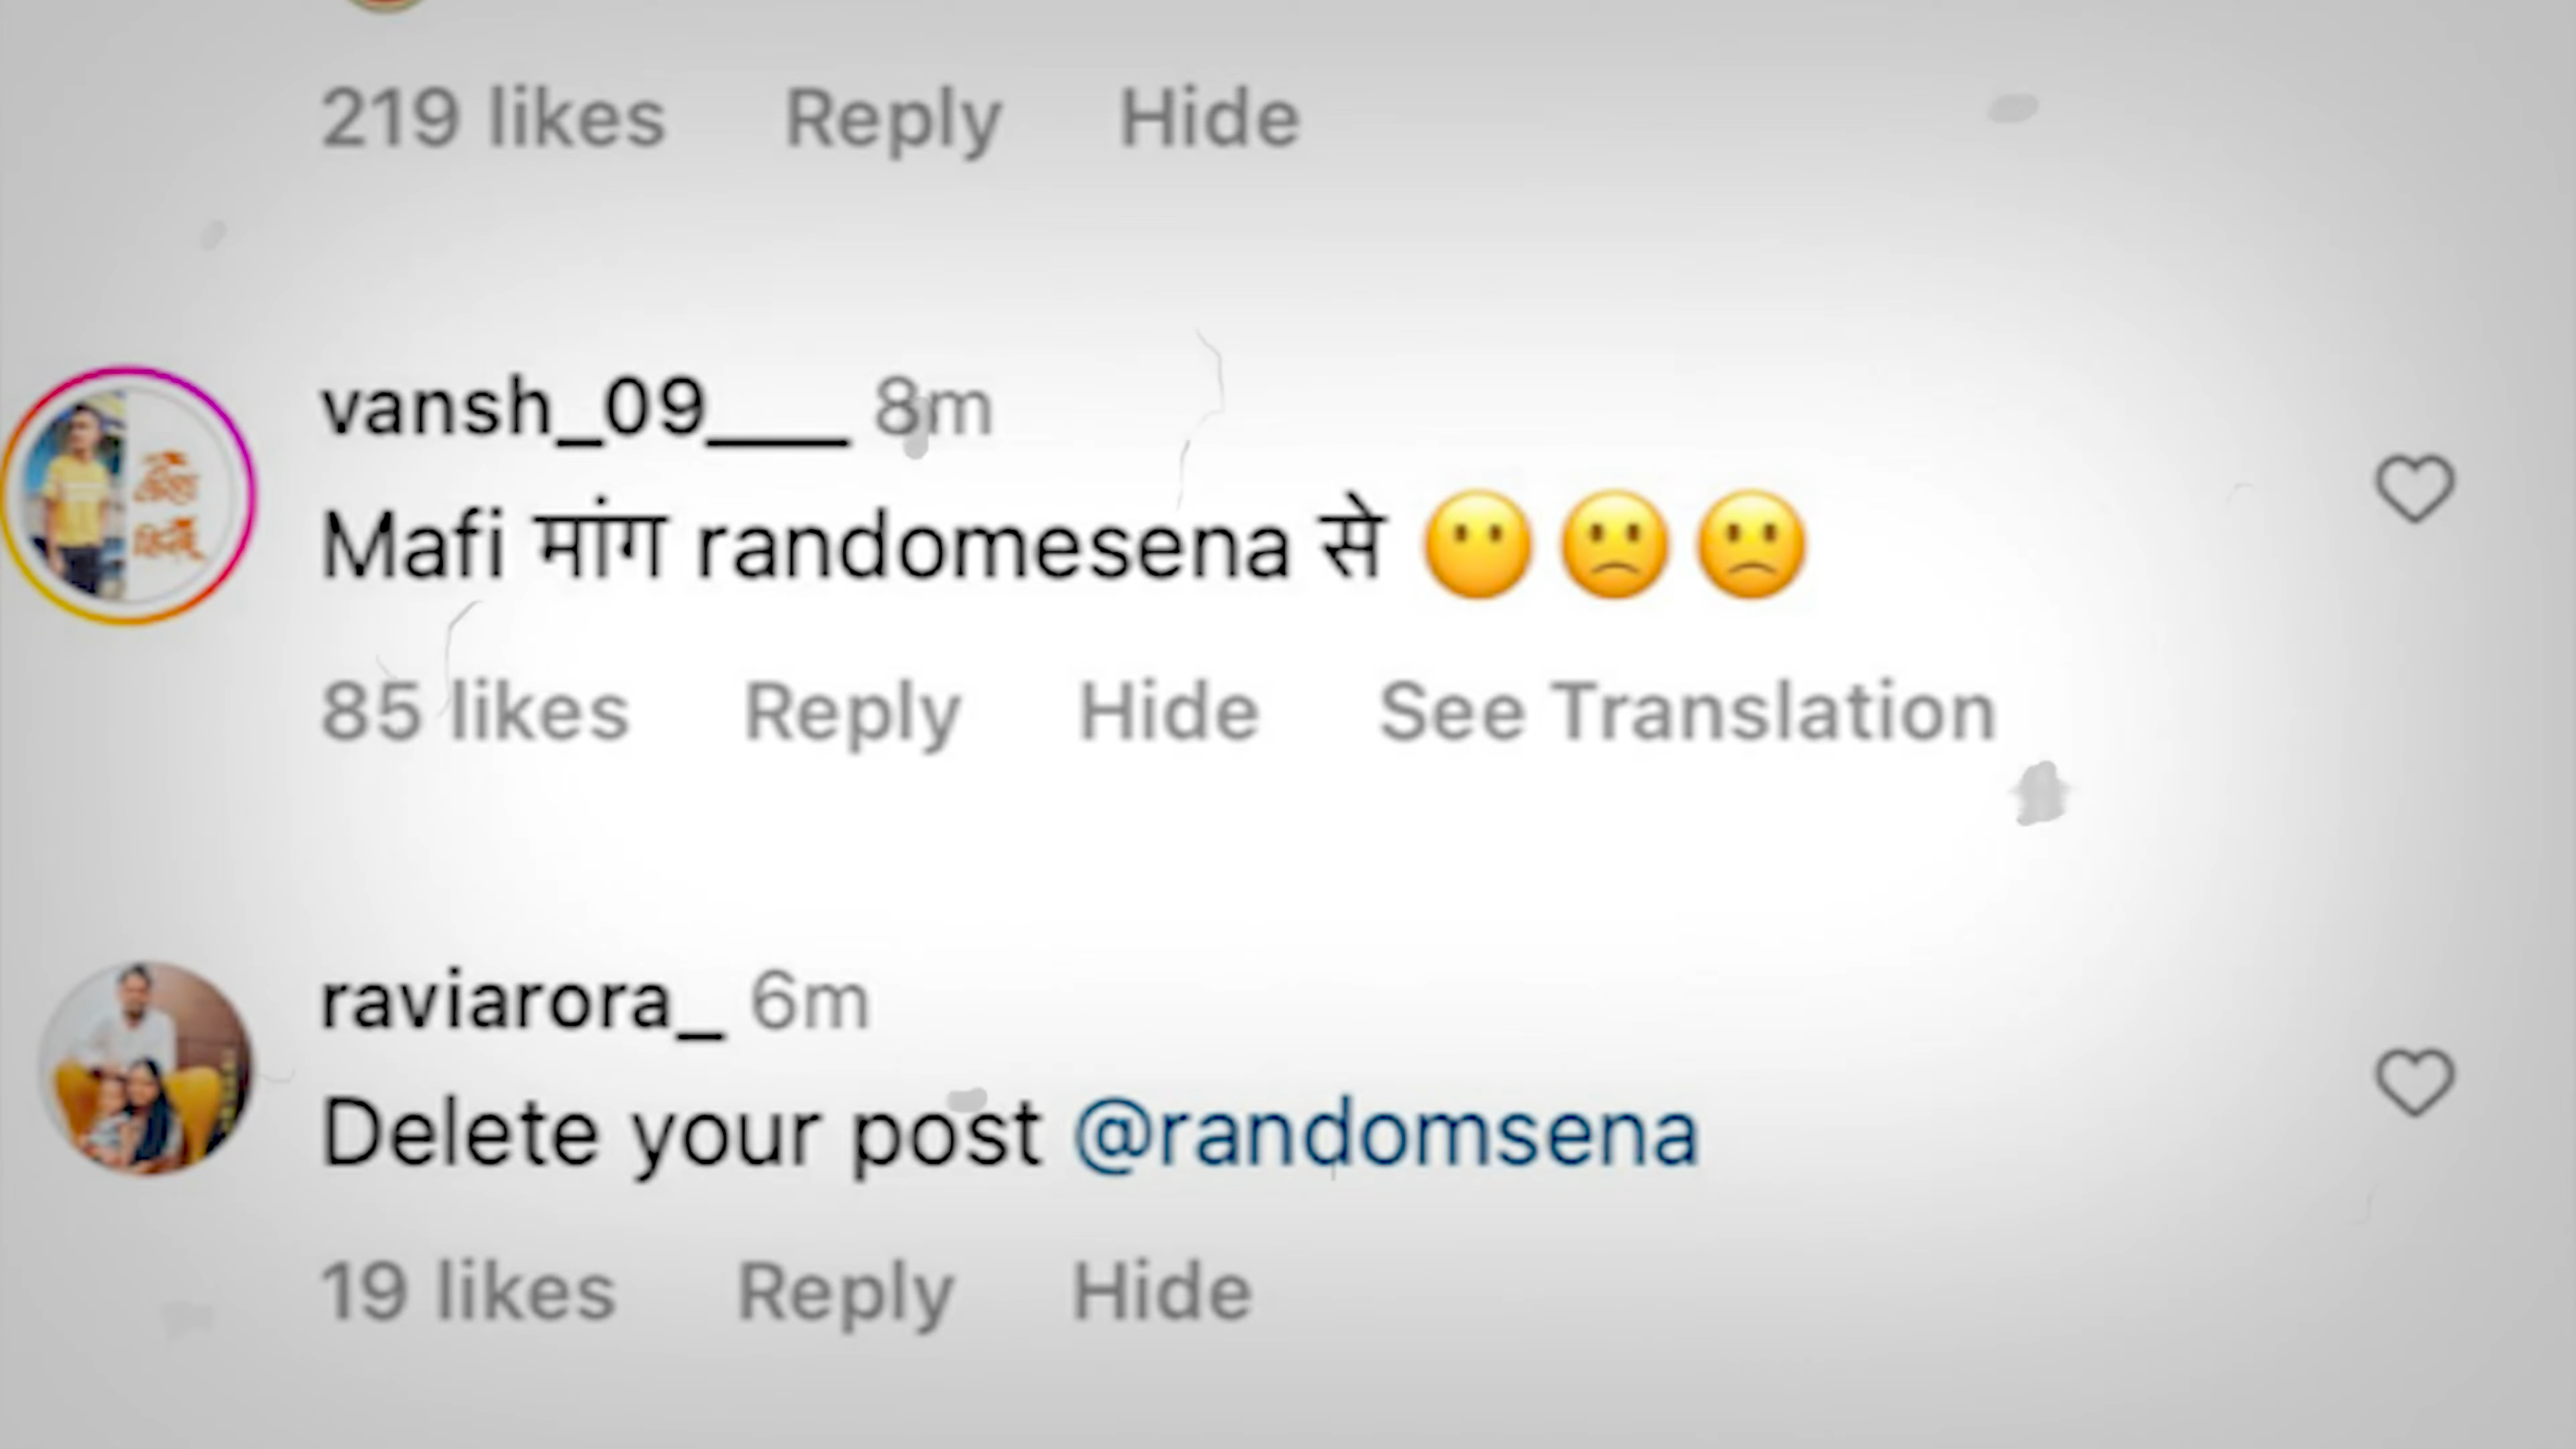 219 likes Reply Hide
vansh_09___ 8m
Mafi मांग randomesena से 😶🙁🙁
85 likes Reply Hide See Translation
raviarora_ 6m
Delete your post @randomsena
19 likes Reply Hide